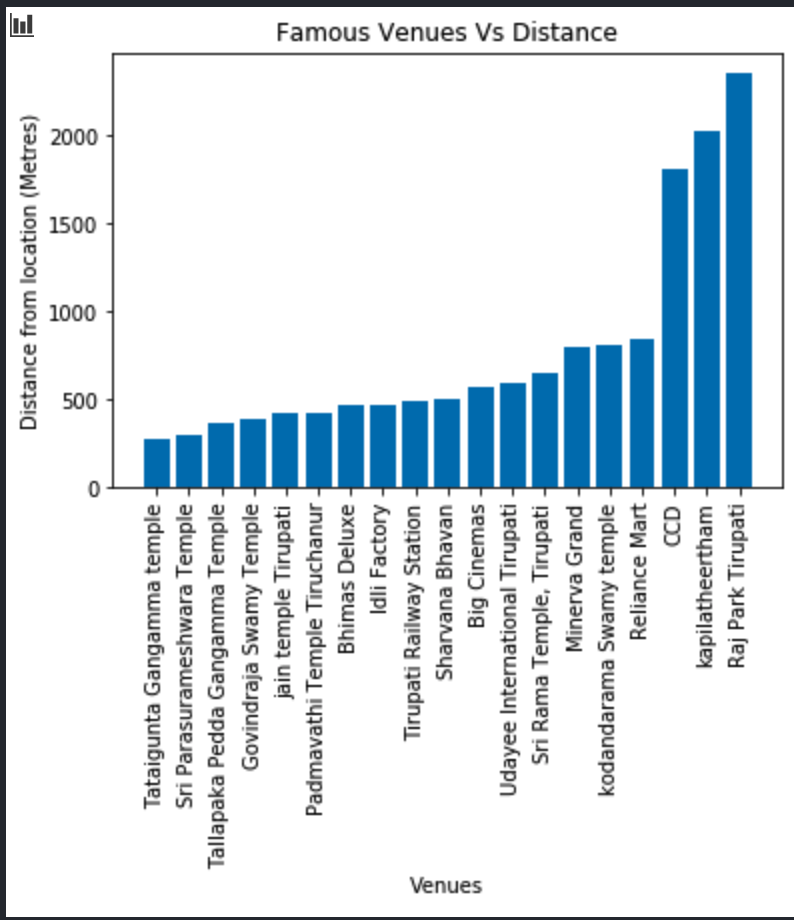 Famous Venues Vs Distance
Distance from location (Metres)
2000
1500
1000
500
0
Tataigunta Gangamma temple
Sri Parasurameshwara Temple
Tallapaka Pedda Gangamma Temple
Govindraja Swamy Temple
jain temple Tirupati
Padmavathi Temple Tiruchanur
Bhimas Deluxe
Idli Factory
Tirupati Railway Station
Sharvana Bhavan
Big Cinemas
Udayee International Tirupati
Sri Rama Temple, Tirupati
Minerva Grand
kodandarama Swamy temple
Reliance Mart
CCD
kapilatheertham
Raj Park Tirupati
Venues